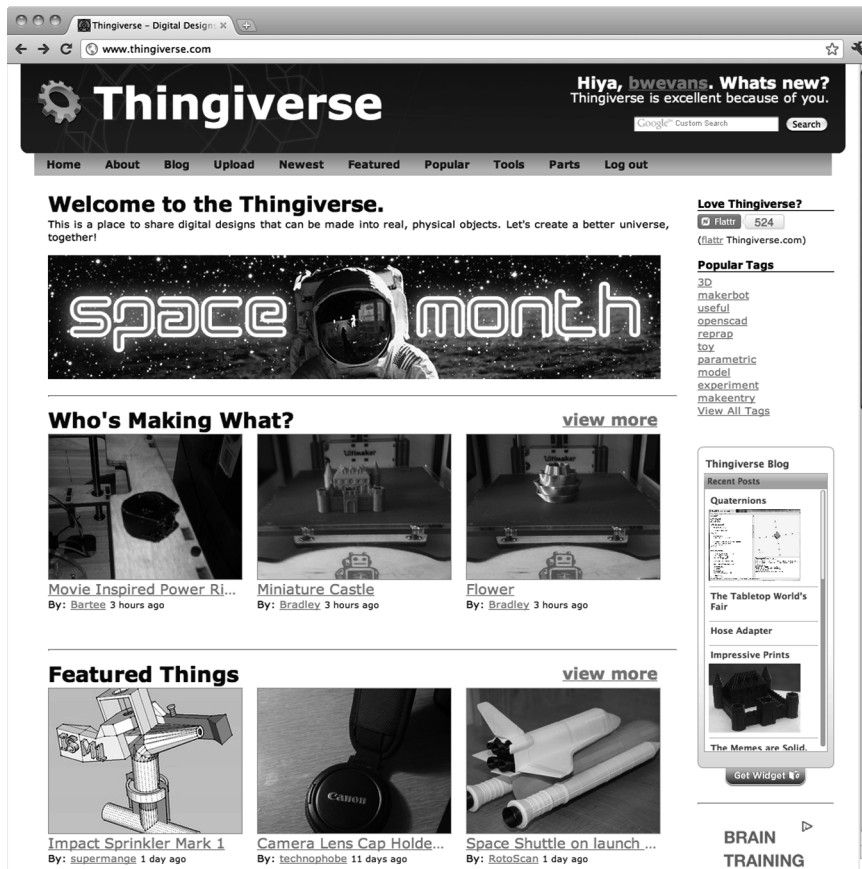 Thingiverse – Digital Designs
www.thingiverse.com
Thingiverse
Hiya, bwevans. Whats new?
Thingiverse is excellent because of you.
Google™ Custom Search
Search
Home About Blog Upload Newest Featured Popular Tools Parts Log out
Welcome to the Thingiverse.
This is a place to share digital designs that can be made into real, physical objects. Let's create a better universe,
together!
space month
Who's Making What?
view more
Ultimaker
Ultimaker
Movie Inspired Power Ri...
By: Bartee 3 hours ago
Miniature Castle
By: Bradley 3 hours ago
Flower
By: Bradley 3 hours ago
Featured Things
view more
Canon
Impact Sprinkler Mark 1
By: supermange 1 day ago
Camera Lens Cap Holde...
By: technophobe 11 days ago
Space Shuttle on launch ...
By: RotoScan 1 day ago
Love Thingiverse?
Flattr 524
(flattr Thingiverse.com)
Popular Tags
3D
makerbot
useful
openscad
reprap
toy
parametric
model
experiment
makeentry
View All Tags
Thingiverse Blog
Recent Posts
Quaternions
The Tabletop World's
Fair
Hose Adapter
Impressive Prints
The Memes are Solid,
Get Widget
BRAIN
TRAINING